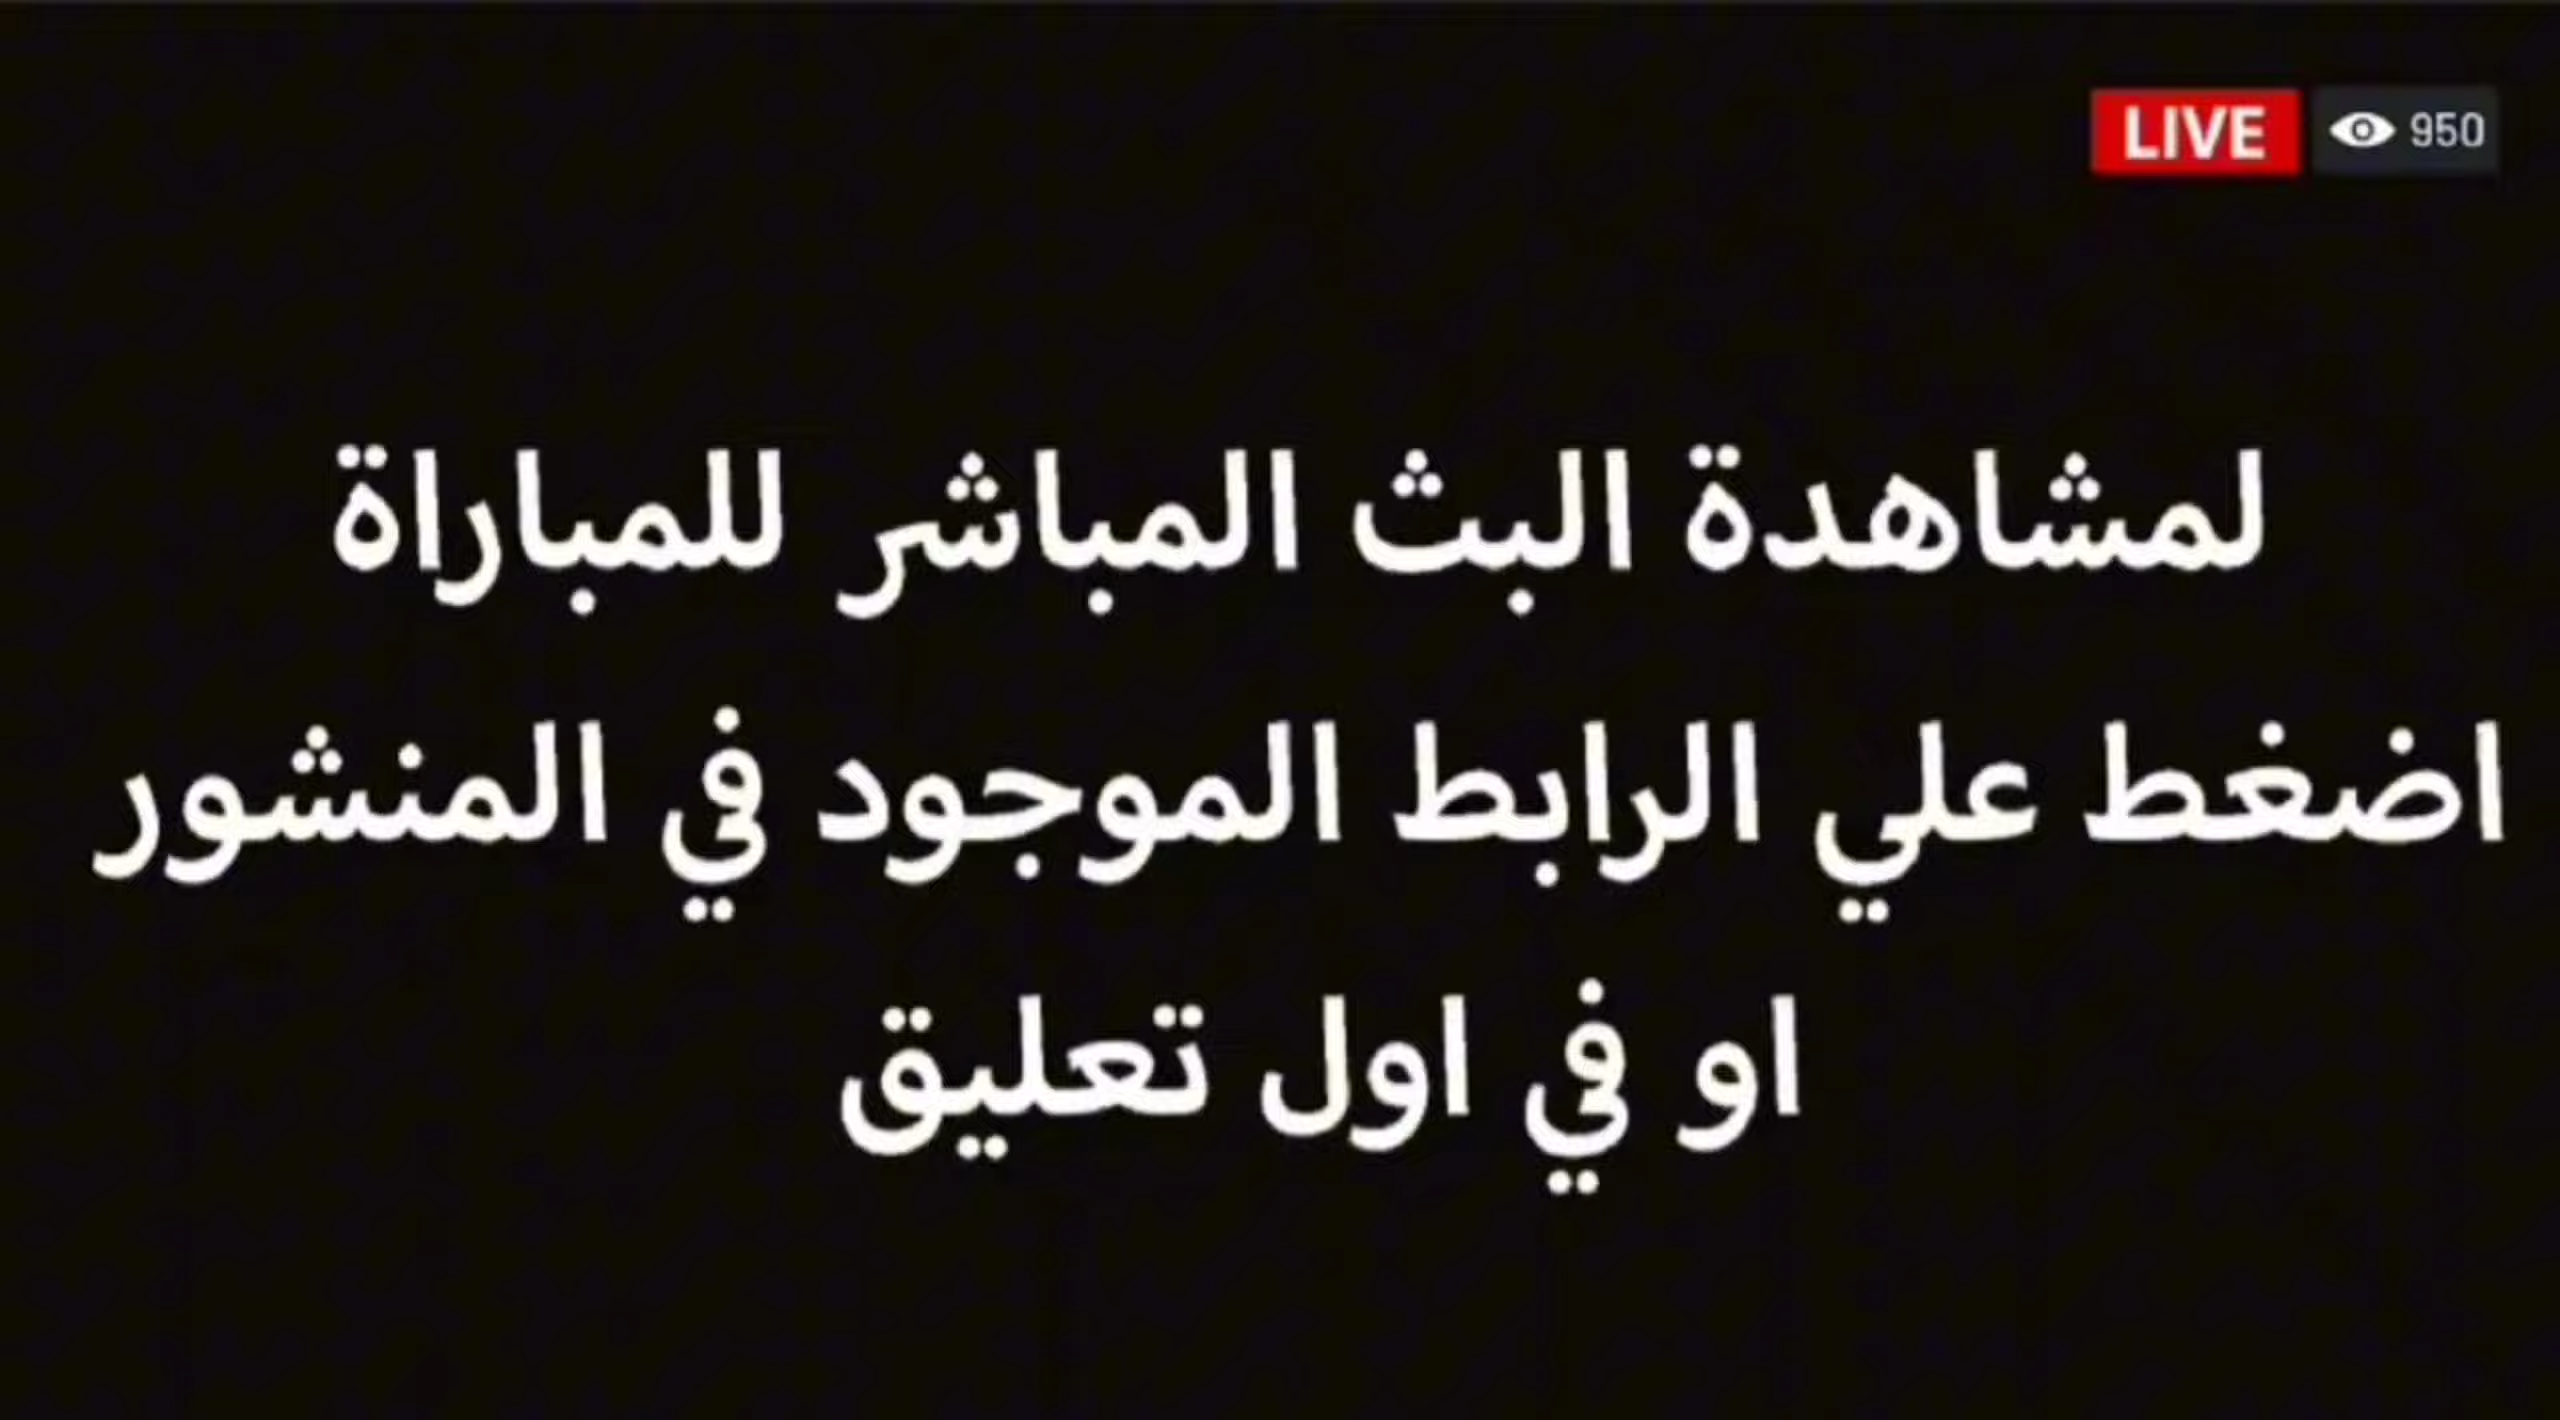 LIVE 950
لمشاهدة البث المباشر للمباراة
اضغط علي الرابط الموجود في المنشور
او في اول تعليق